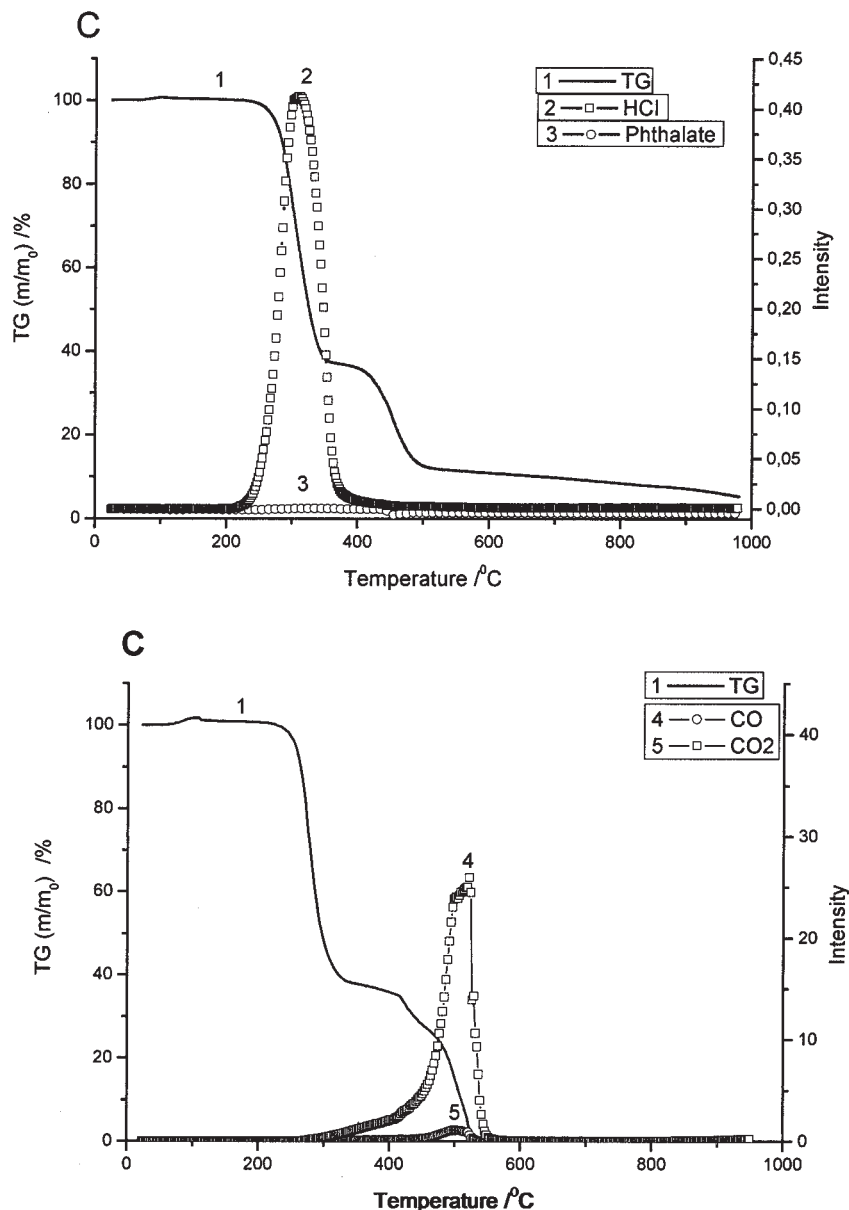 C
1 TG
2 HCl
3 Phthalate
1
2
3
TG (m/m0) /%
100
80
60
40
20
0
0,45
0,40
0,35
0,30
0,25
0,20
0,15
0,10
0,05
0,00
Intensity
0 200 400 600 800 1000
Temperature /⁰C
C
1 TG
4 CO
5 CO2
1
4
5
TG (m/m0) /%
100
80
60
40
20
0
40
30
20
10
0
Intensity
0 200 400 600 800 1000
Temperature /⁰C